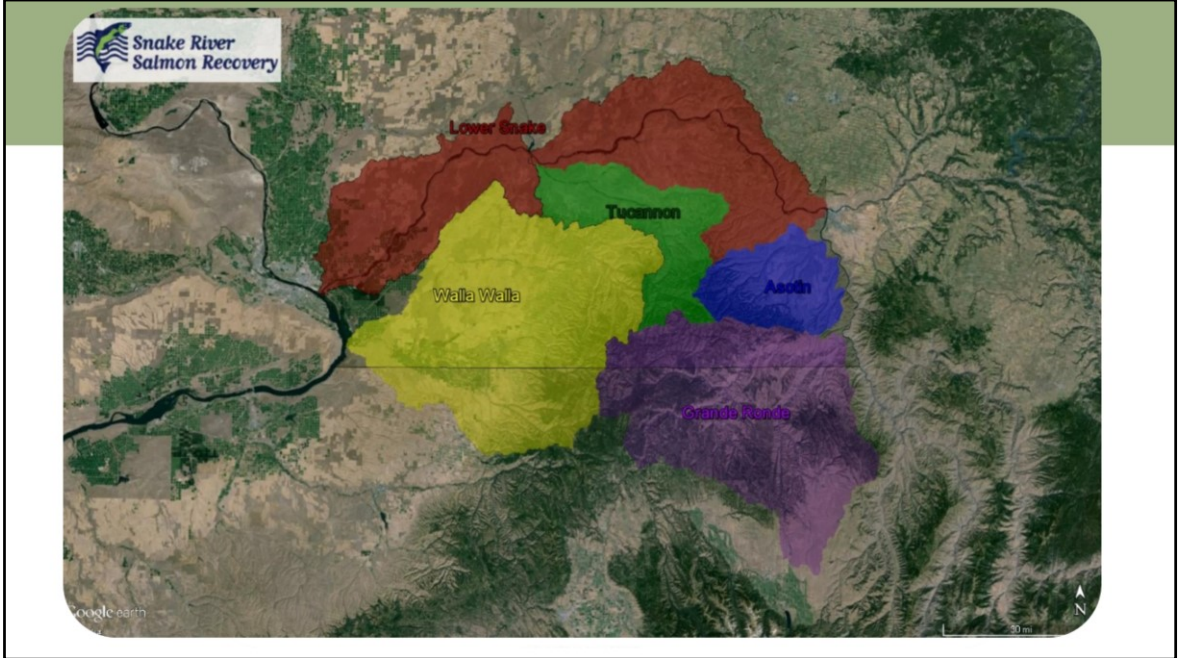 Snake River
Salmon Recovery
Lower Snake
Tucannon
Walla Walla
Asotin
Grande Ronde
Google earth
N
30 mi